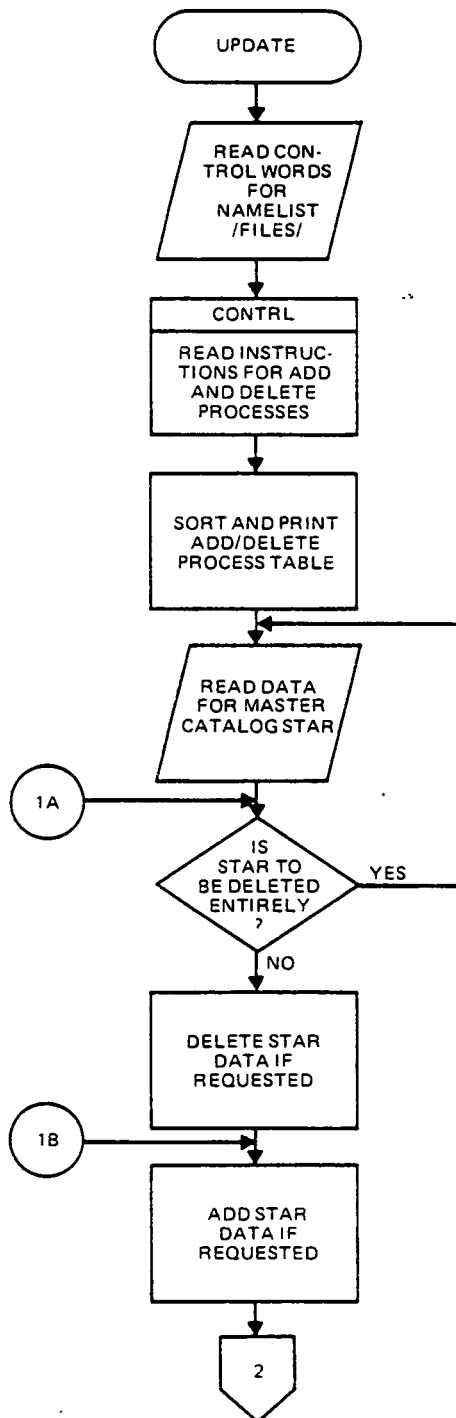 UPDATE
READ CON-
TROL WORDS
FOR
NAMELIST
/FILES/
CONTRL
READ INSTRUC-
TIONS FOR ADD
AND DELETE
PROCESSES
SORT AND PRINT
ADD/DELETE
PROCESS TABLE
READ DATA
FOR MASTER
CATALOG STAR
1A
IS
STAR TO
BE DELETED
ENTIRELY
?
YES
NO
DELETE STAR
DATA IF
REQUESTED
1B
ADD STAR
DATA IF
REQUESTED
2